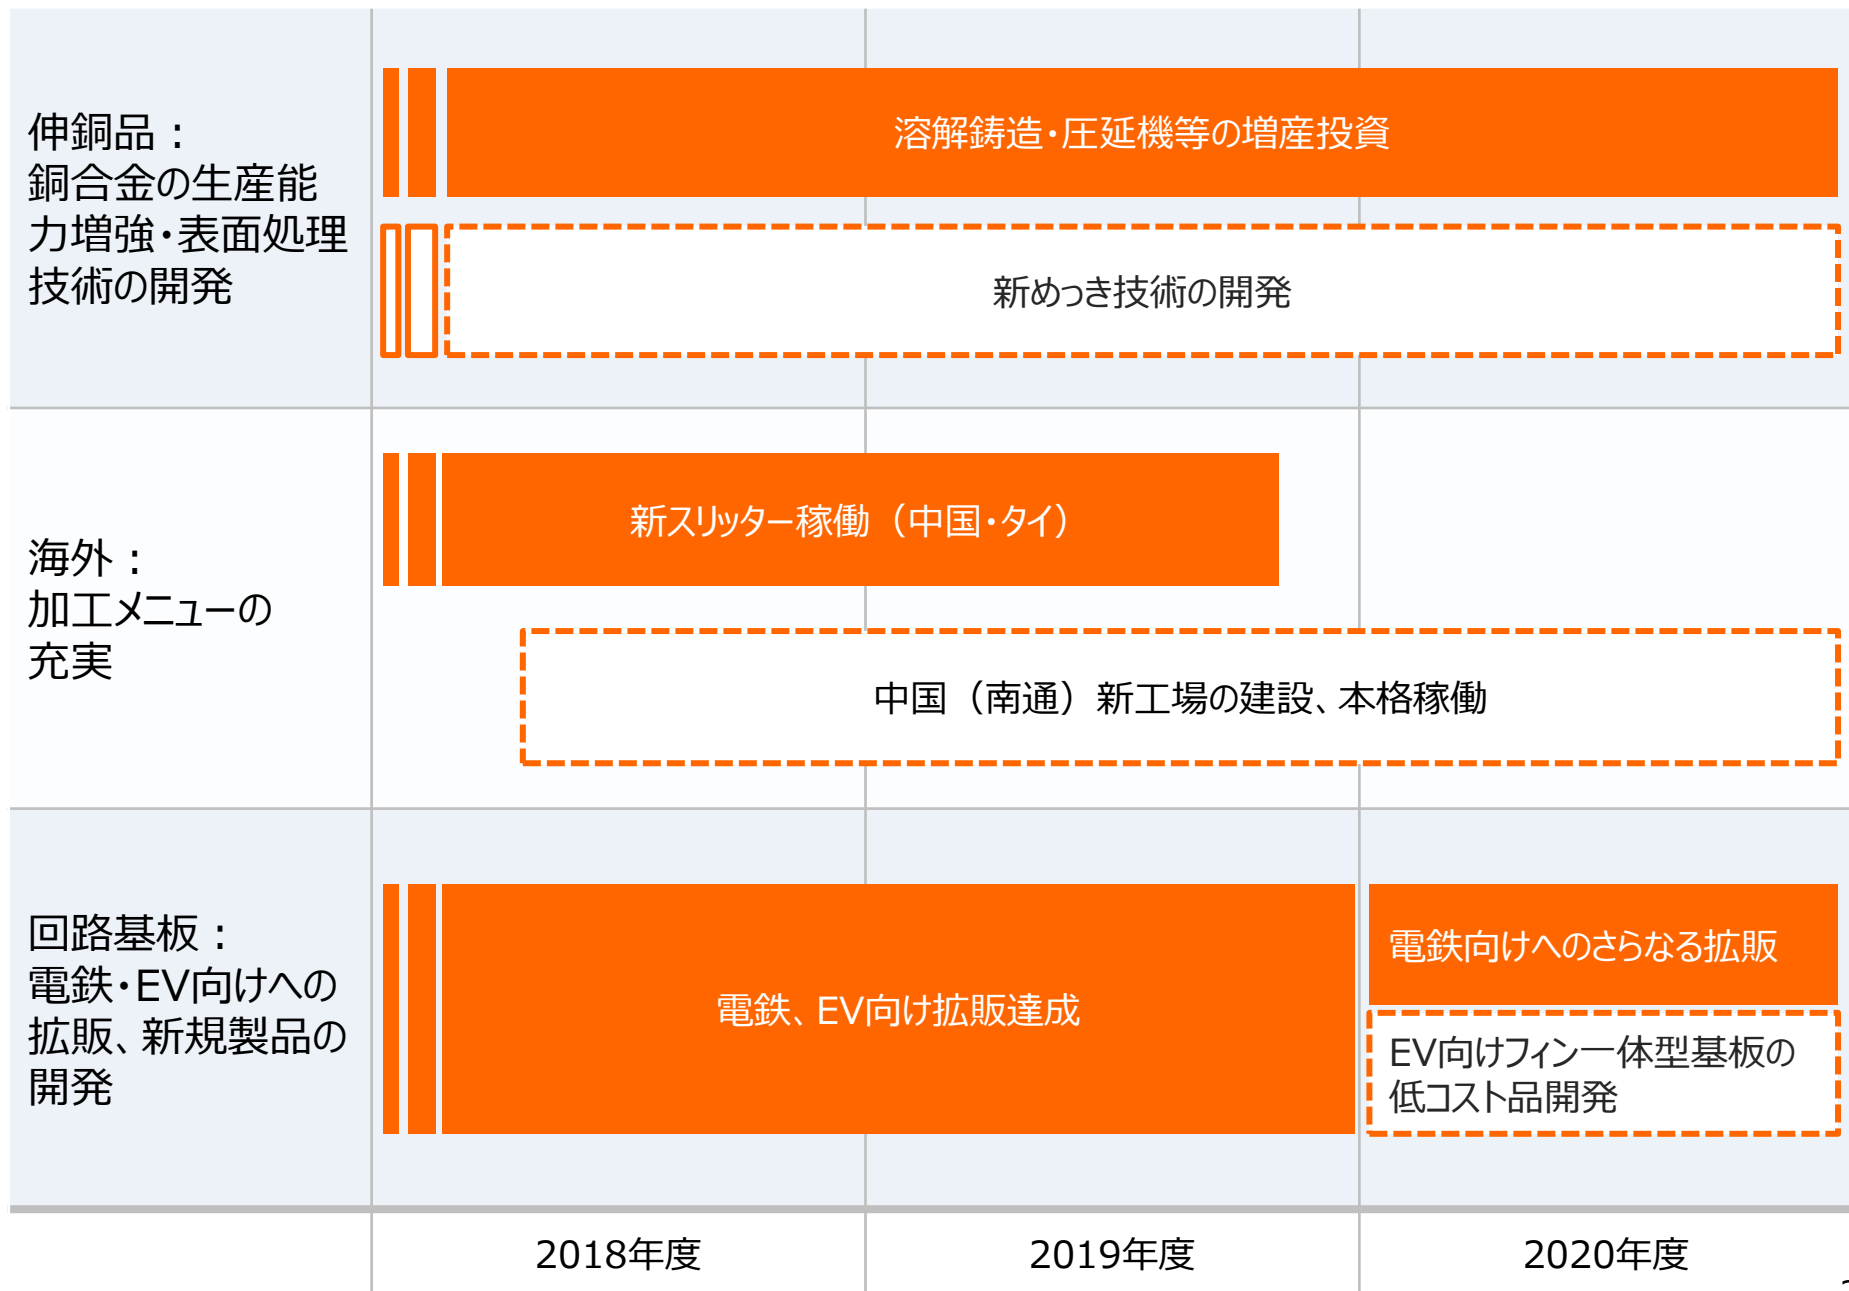 伸銅品：
銅合金の生産能
力増強・表面処理
技術の開発
溶解鋳造・圧延機等の増産投資
新めっき技術の開発
海外：
加工メニューの
充実
新スリッター稼働（中国・タイ）
中国（南通）新工場の建設、本格稼働
回路基板：
電鉄・EV向けへの
拡販、新規製品の
開発
電鉄、EV向け拡販達成
電鉄向けへのさらなる拡販
EV向けフィン一体型基板の
低コスト品開発
2018年度
2019年度
2020年度